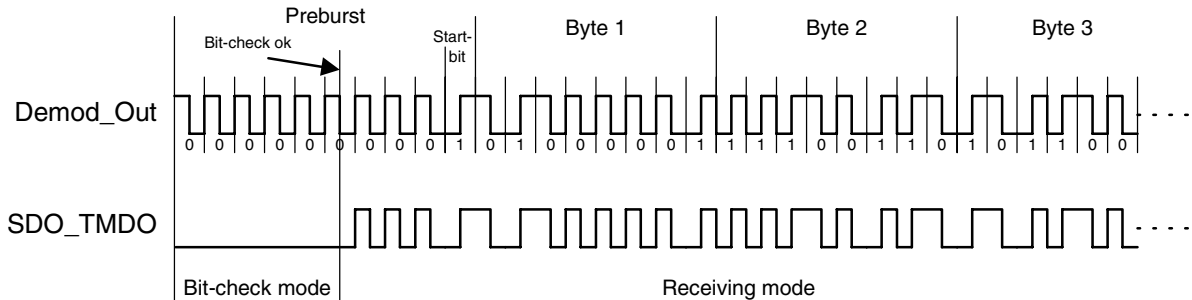 Preburst
Bit-check ok
Start-
bit
Byte 1
Byte 2
Byte 3
Demod_Out
0 0 0 0 0 0 0 0 0 1 0 1 0 0 0 0 0 1 1 1 1 0 0 1 1 0 1 0 1 1 0 0
SDO_TMDO
Bit-check mode
Receiving mode